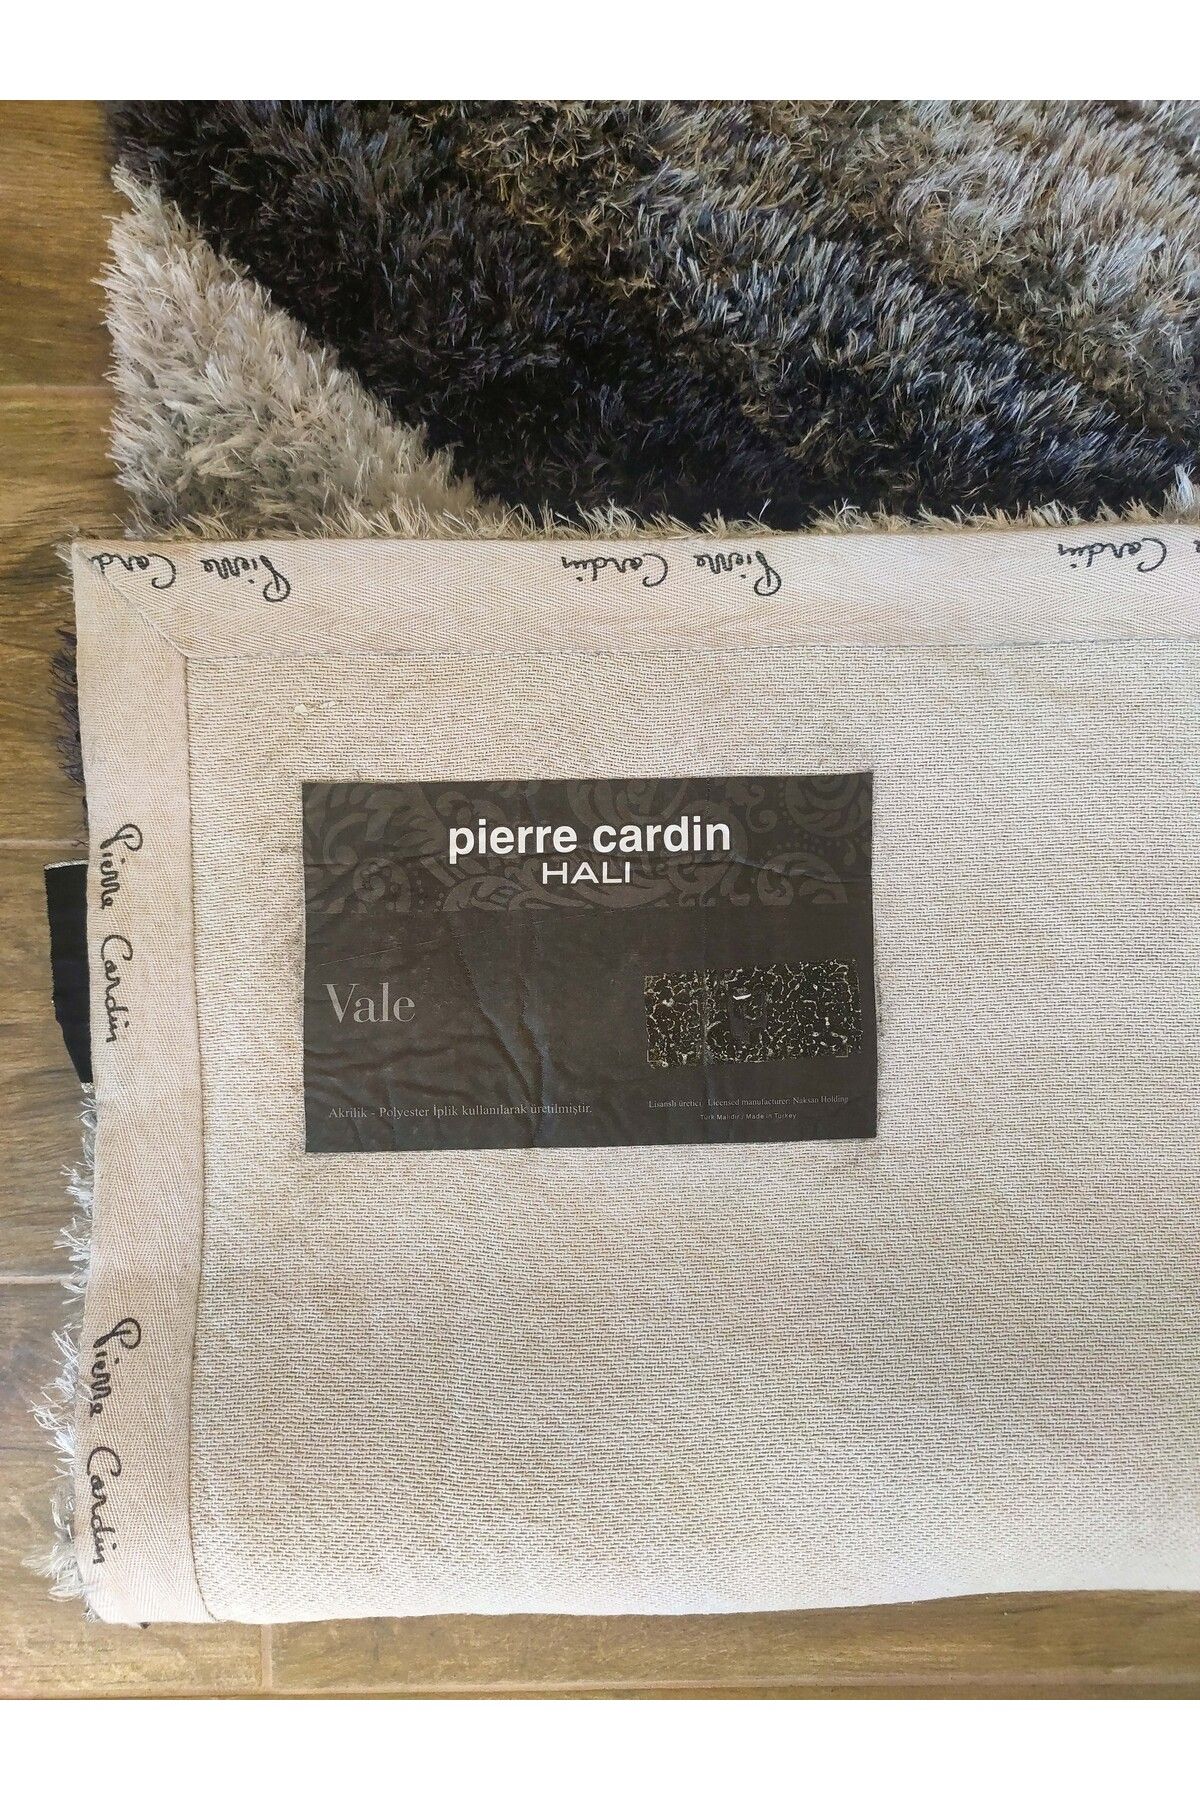 Pierre Cardin
Pierre Cardin
Cardin
pierre cardin
HALI
Vale
Akrilik - Polyester İplik kullanılarak üretilmiştir.
Lisanslı üretici. Licensed manufacturer: Naksan Holding
Türk Malıdır / Made in Turkey
Pierre Cardin
Pierre Cardin